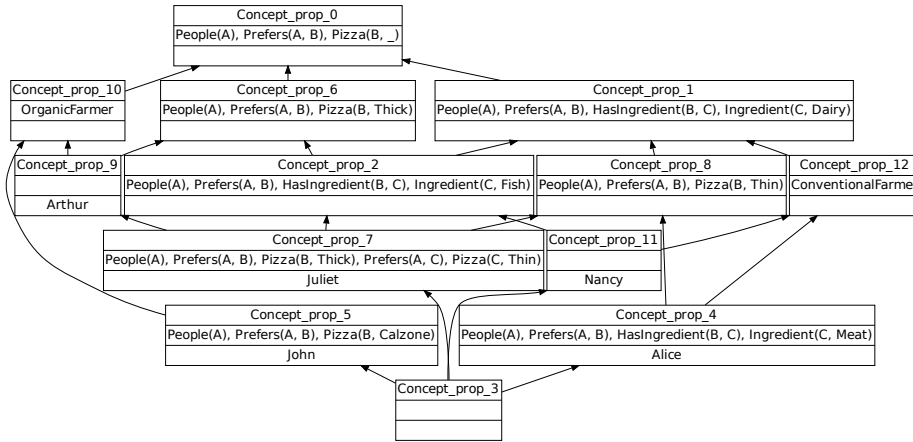 Concept_prop_0
People(A), Prefers(A, B), Pizza(B, _)
Concept_prop_10
OrganicFarmer
Concept_prop_6
People(A), Prefers(A, B), Pizza(B, Thick)
Concept_prop_1
People(A), Prefers(A, B), HasIngredient(B, C), Ingredient(C, Dairy)
Concept_prop_9
Arthur
Concept_prop_2
People(A), Prefers(A, B), HasIngredient(B, C), Ingredient(C, Fish)
Concept_prop_8
People(A), Prefers(A, B), Pizza(B, Thin)
Concept_prop_12
ConventionalFarmer
Concept_prop_7
People(A), Prefers(A, B), Pizza(B, Thick), Prefers(A, C), Pizza(C, Thin)
Juliet
Concept_prop_11
Nancy
Concept_prop_5
People(A), Prefers(A, B), Pizza(B, Calzone)
John
Concept_prop_4
People(A), Prefers(A, B), HasIngredient(B, C), Ingredient(C, Meat)
Alice
Concept_prop_3